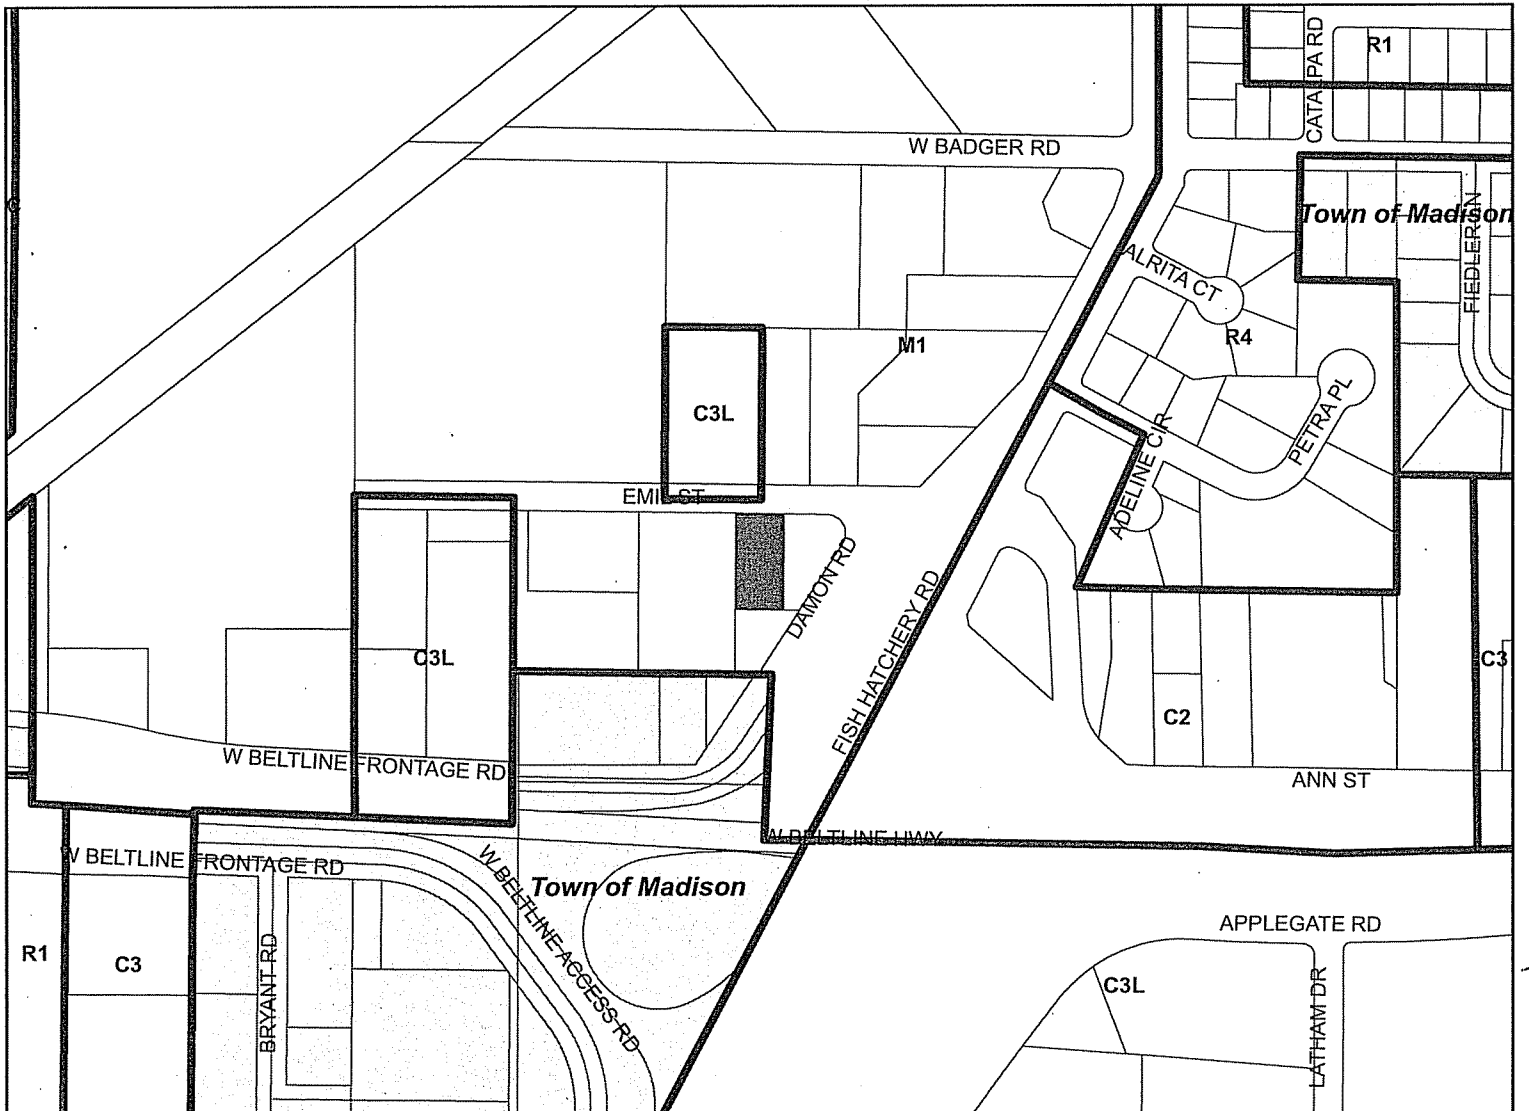 CATALPA RD
R1
W BADGER RD
Town of Madison
FIEDLER LN
ALRITA CT
R4
M1
C3L
PETRA PL
ADELINE CIR
EMIL ST
DAMON RD
FISH HATCHERY RD
C3L
C3
C2
W BELTLINE FRONTAGE RD
ANN ST
W BELTLINE HWY
W BELTLINE FRONTAGE RD
W BELTLINE ACCESS RD
Town of Madison
APPLEGATE RD
R1
C3
BRYANT RD
C3L
LATHAM DR